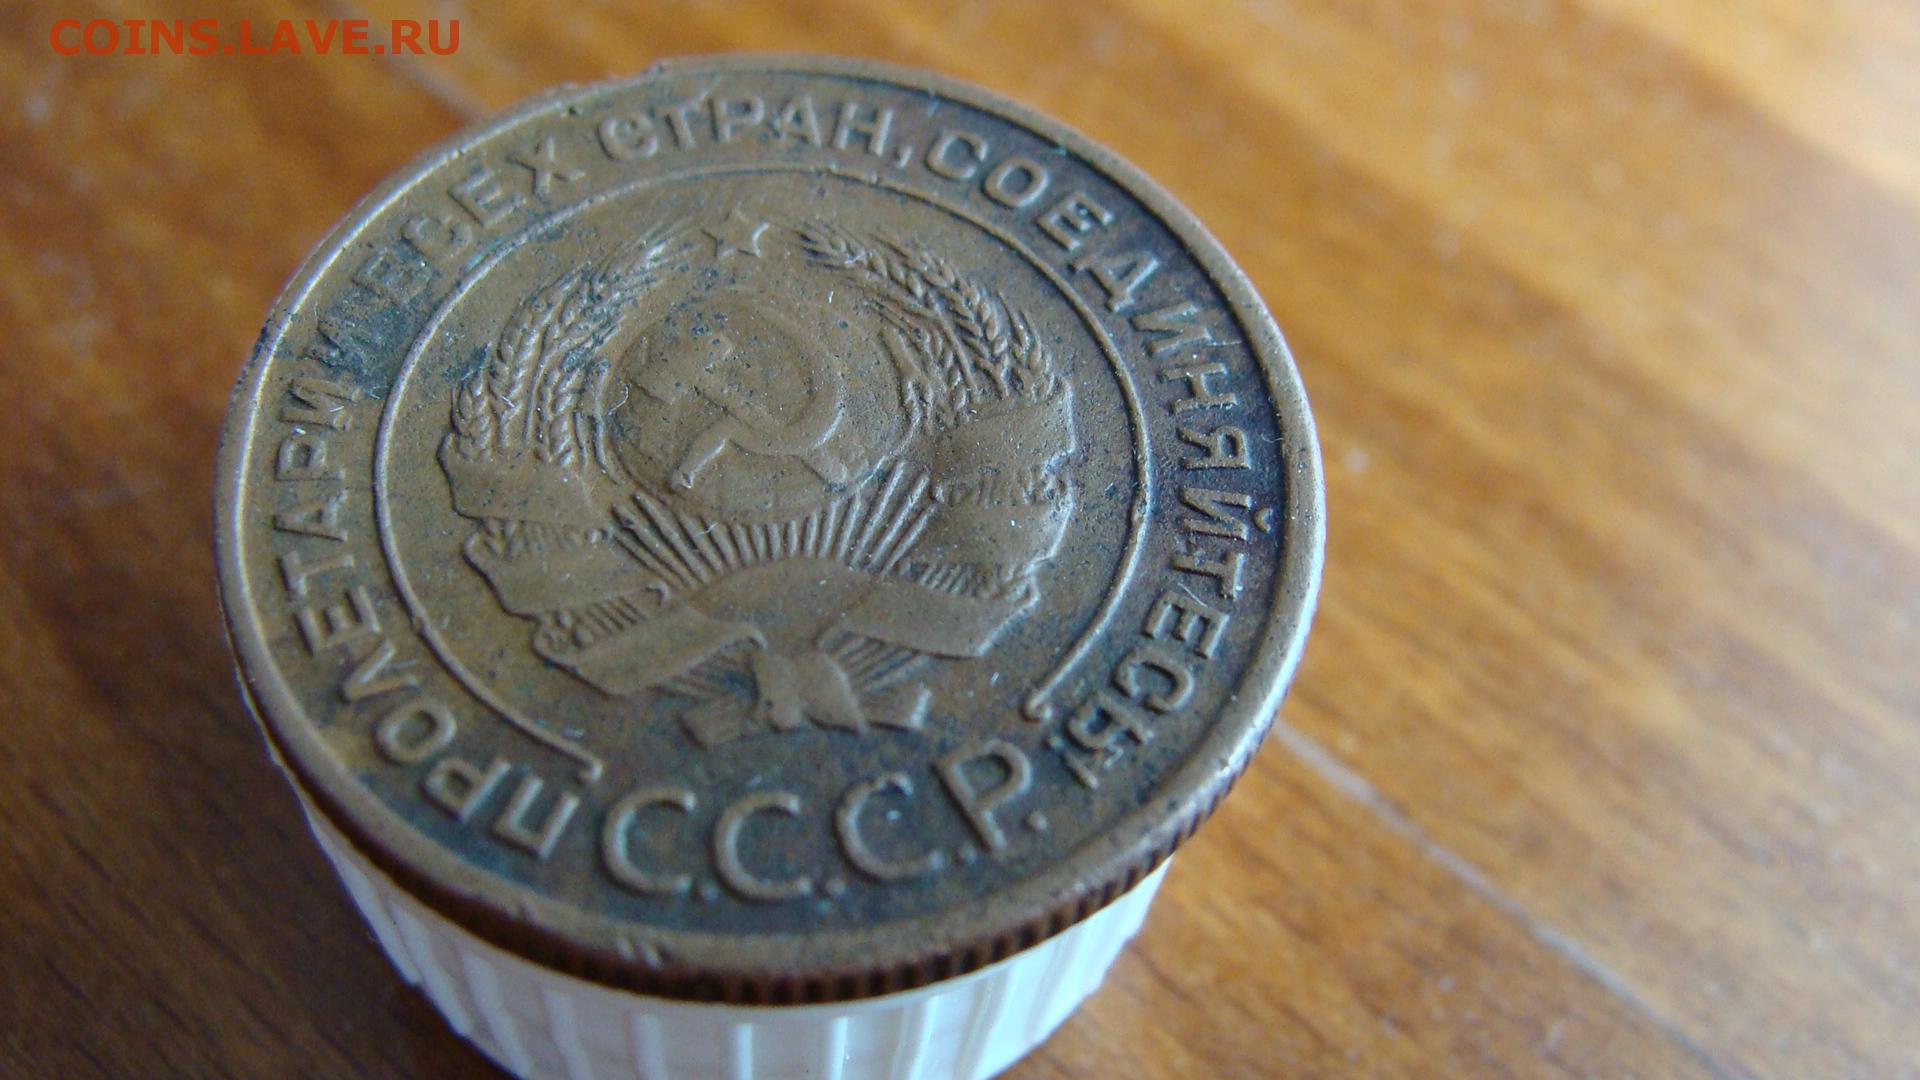 COINS.LAVE.RU
ПРОЛЕТАРИИ ВСЕХ СТРАН, СОЕДИНЯЙТЕСЬ!
С.С.С.Р.